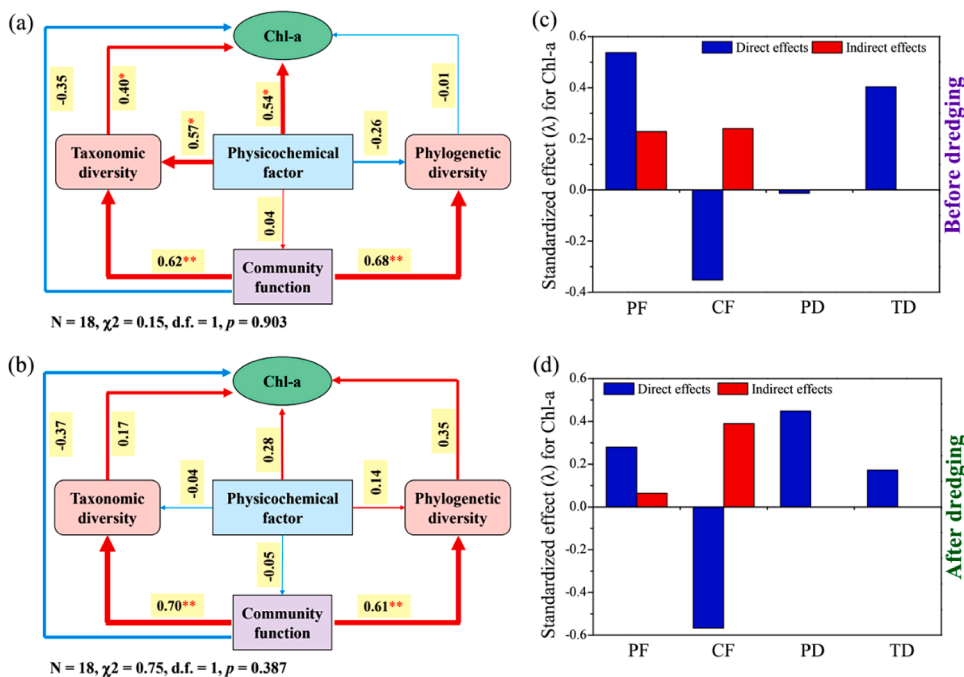 (a)
Chl-a
-0.35
0.40*
0.54*
-0.01
0.57*
-0.26
Taxonomic
diversity
Physicochemical
factor
Phylogenetic
diversity
0.04
0.62**
Community
function
0.68**
N = 18, χ2 = 0.15, d.f. = 1, p = 0.903
(b)
Chl-a
-0.37
0.17
0.28
0.35
-0.04
0.14
Taxonomic
diversity
Physicochemical
factor
Phylogenetic
diversity
-0.05
0.70**
Community
function
0.61**
N = 18, χ2 = 0.75, d.f. = 1, p = 0.387
(c)
Standardized effect (λ) for Chl-a
0.6
0.4
0.2
0.0
-0.2
-0.4
Direct effects
Indirect effects
PF CF PD TD
Before dredging
(d)
Standardized effect (λ) for Chl-a
0.6
0.4
0.2
0.0
-0.2
-0.4
-0.6
Direct effects
Indirect effects
PF CF PD TD
After dredging